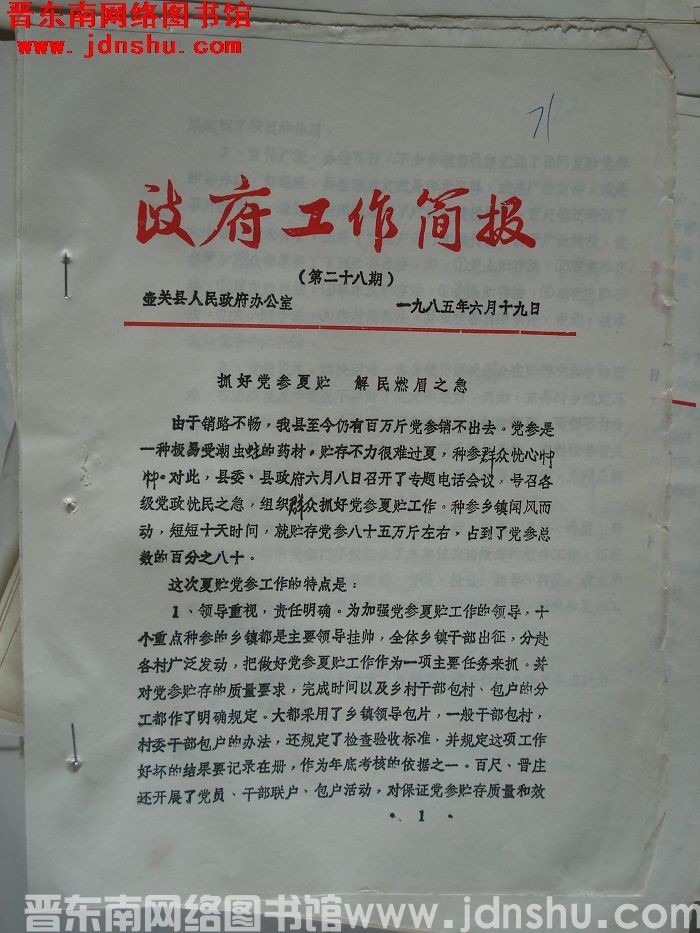 晋东南网络图书馆
www.jdnshu.com
71
政府工作简报
（第二十八期）
壶关县人民政府办公室 一九八五年六月十九日
抓好党参夏贮 解民燃眉之急
由于销路不畅，我县至今仍有百万斤党参销不出去。党参是
一种极易受潮虫蛀的药材。贮存不力很难过夏，种参群众忧心忡
忡。对此，县委、县政府六月八日召开了专题电话会议，号召各
级党政忧民之急，组织群众抓好党参夏贮工作。种参乡镇闻风而
动，短短十天时间，就贮存党参八十五万斤左右，占到了党参总
数的百分之八十。
这次夏贮党参工作的特点是：
1、领导重视，责任明确。为加强党参夏贮工作的领导，十
个重点种参的乡镇都是主要领导挂帅，全体乡镇干部出征，分赴
各村广泛发动，把做好党参夏贮工作作为一项主要任务来抓。并
对党参贮存的质量要求，完成时间以及乡村干部包村、包户的分
工都作了明确规定。大都采用了乡镇领导包片，一般干部包村，
村委干部包户的办法，还规定了检查验收标准，并规定这项工作
好坏的结果要记录在册，作为年底考核的依据之一。百尺、晋庄
还开展了党员、干部联户、包户活动，对保证党参贮存质量和效
· 1 ·
晋东南网络图书馆www.jdnshu.com